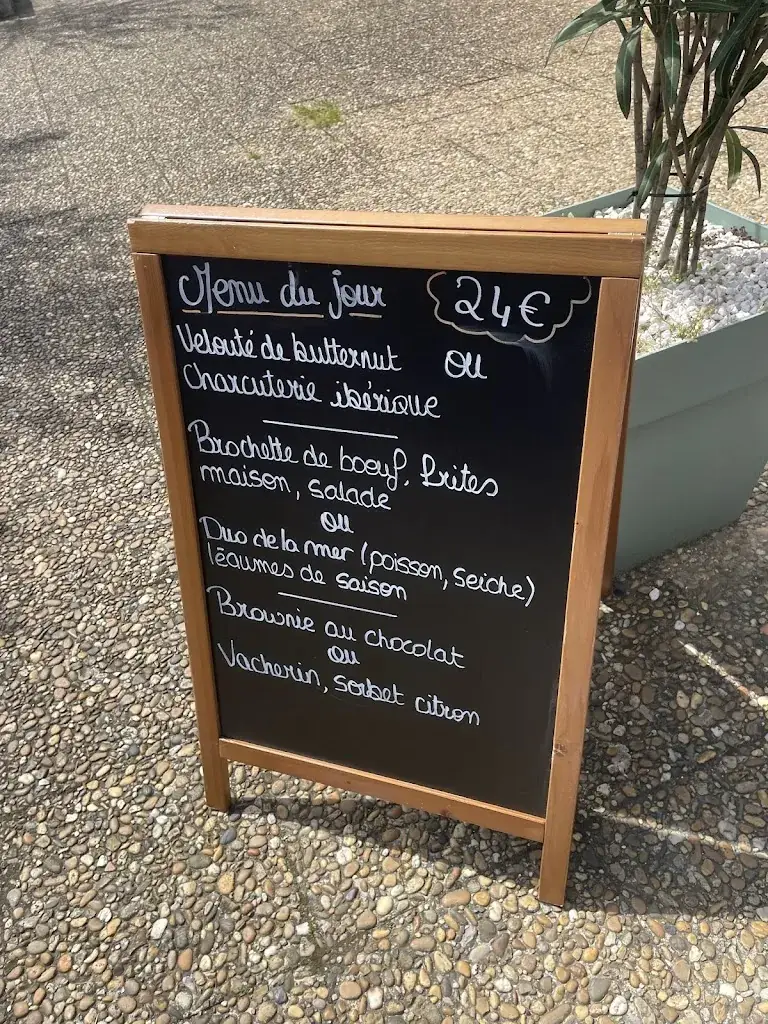 Menu du jour 24€
Velouté de butternut ou
Charcuterie ibérique
Brochette de boeuf, frites
maison, salade
ou
Duo de la mer (poisson, seiche)
légumes de saison
Brownie au chocolat
ou
Vacherin, sorbet citron